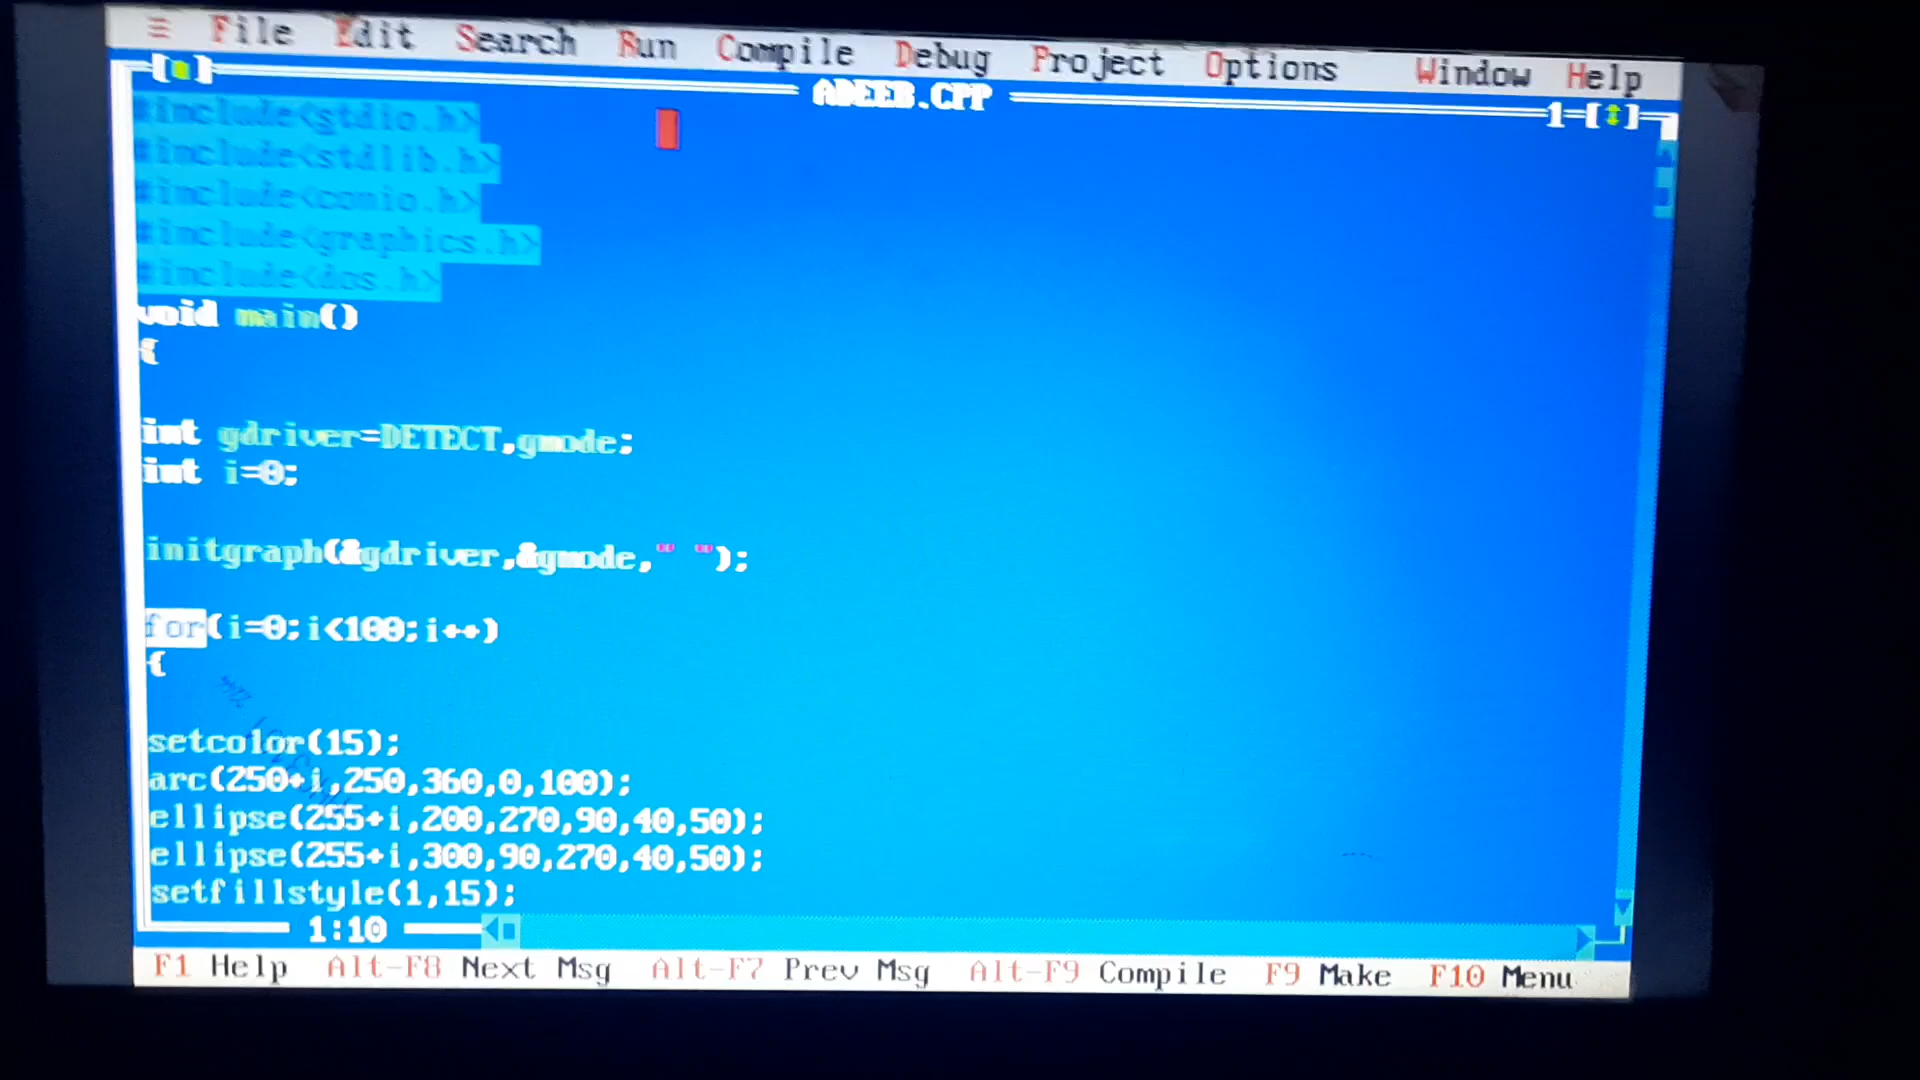 ≡ File Edit Search Run Compile Debug Project Options Window Help
[■] ADEEB.CPP 1=[↕]
#include<stdio.h>
#include<stdlib.h>
#include<conio.h>
#include<graphics.h>
#include<dos.h>
void main()
{
int gdriver=DETECT,gmode;
int i=0;
initgraph(&gdriver,&gmode," ");
for(i=0;i<100;i++)
{
setcolor(15);
arc(250+i,250,360,0,100);
ellipse(255+i,200,270,90,40,50);
ellipse(255+i,300,90,270,40,50);
setfillstyle(1,15);
1:10
F1 Help Alt-F8 Next Msg Alt-F7 Prev Msg Alt-F9 Compile F9 Make F10 Menu